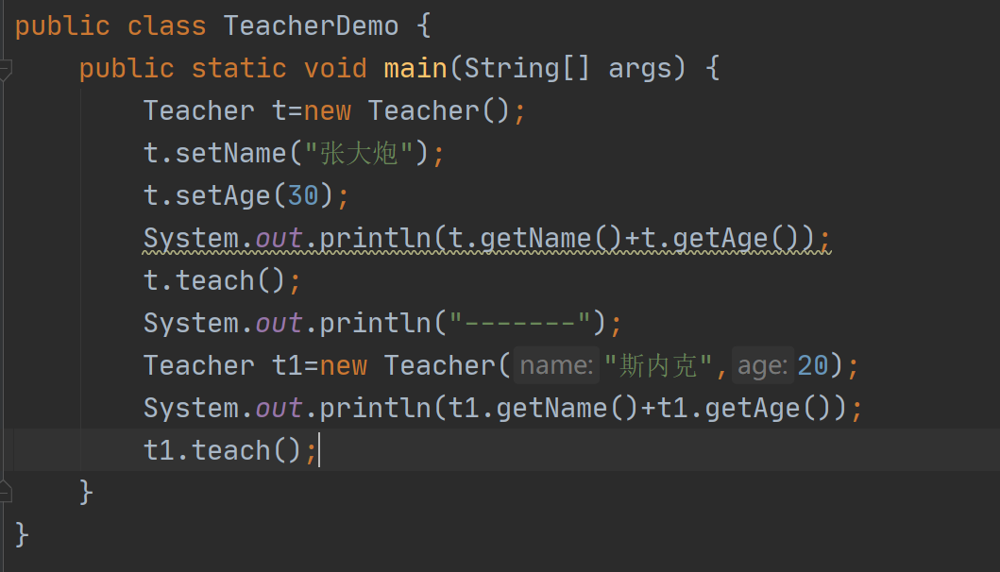 public class TeacherDemo {
    public static void main(String[] args) {
        Teacher t=new Teacher();
        t.setName("张大炮");
        t.setAge(30);
        System.out.println(t.getName()+t.getAge());
        t.teach();
        System.out.println("-------");
        Teacher t1=new Teacher( name: "斯内克", age: 20);
        System.out.println(t1.getName()+t1.getAge());
        t1.teach();
    }
}